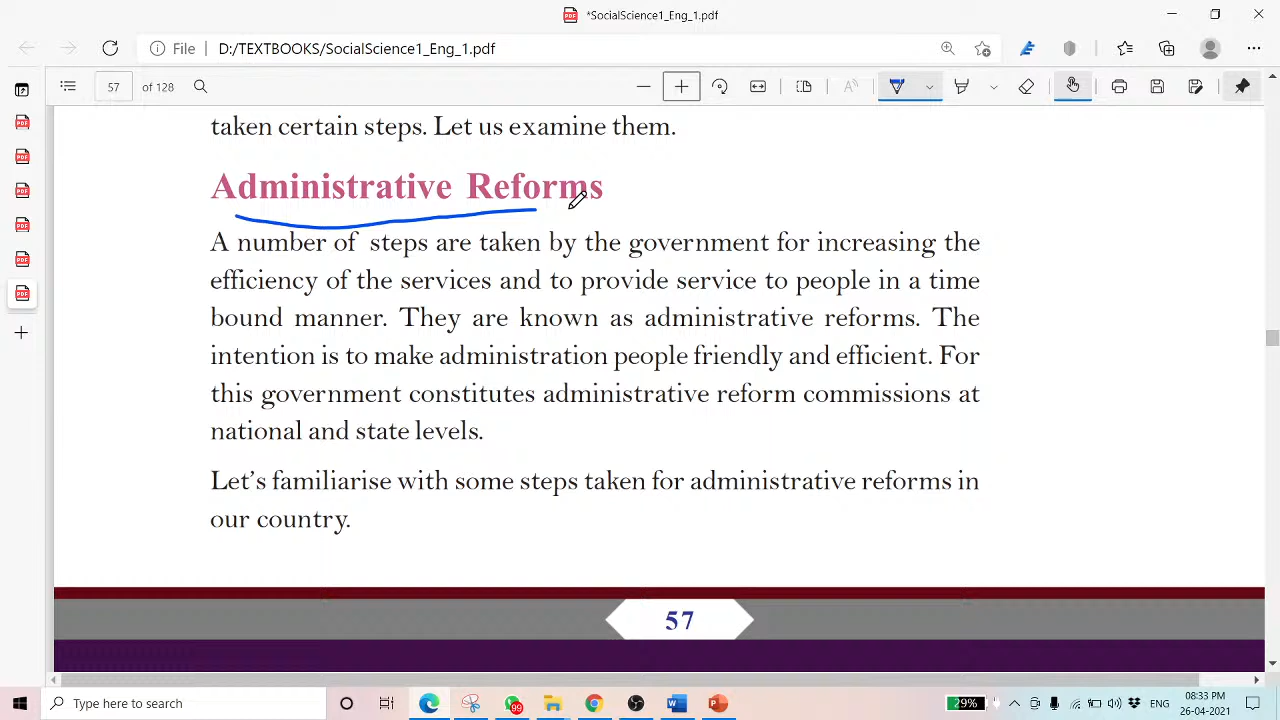 *SocialScience1_Eng_1.pdf
File | D:/TEXTBOOKS/SocialScience1_Eng_1.pdf
57 of 128
taken certain steps. Let us examine them.
Administrative Reforms
A number of steps are taken by the government for increasing the
efficiency of the services and to provide service to people in a time
bound manner. They are known as administrative reforms. The
intention is to make administration people friendly and efficient. For
this government constitutes administrative reform commissions at
national and state levels.
Let's familiarise with some steps taken for administrative reforms in
our country.
57
Type here to search
99
29%
ENG
08:33 PM
26-04-2021